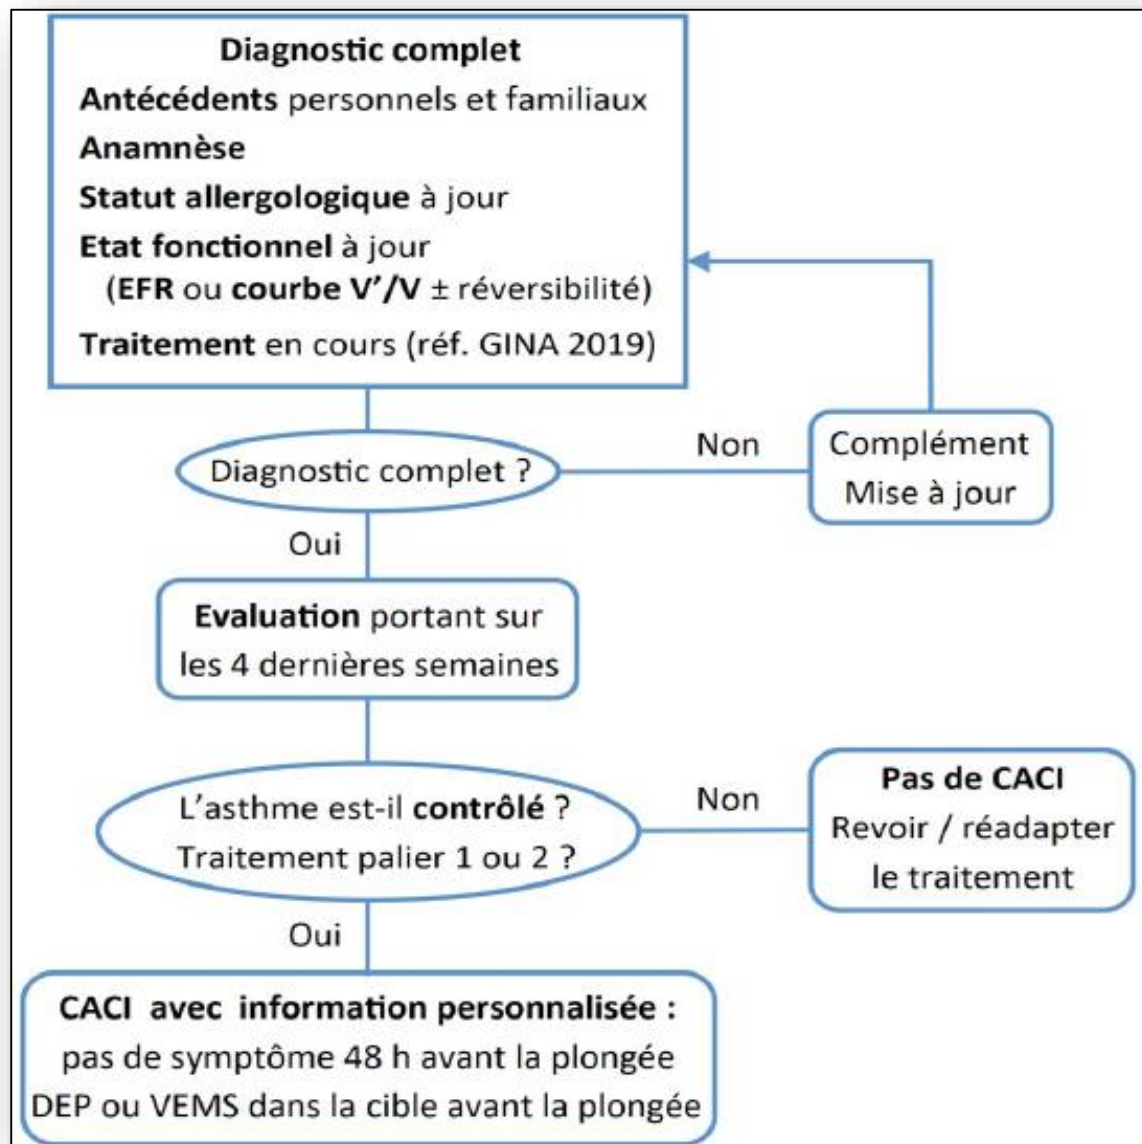 Diagnostic complet
Antécédents personnels et familiaux
Anamnèse
Statut allergologique à jour
Etat fonctionnel à jour
(EFR ou courbe V'/V ± réversibilité)
Traitement en cours (réf. GINA 2019)
Diagnostic complet ?
Non
Complément
Mise à jour
Oui
Evaluation portant sur
les 4 dernières semaines
L'asthme est-il contrôlé ?
Traitement palier 1 ou 2 ?
Non
Pas de CACI
Revoir / réadapter
le traitement
Oui
CACI avec information personnalisée :
pas de symptôme 48 h avant la plongée
DEP ou VEMS dans la cible avant la plongée